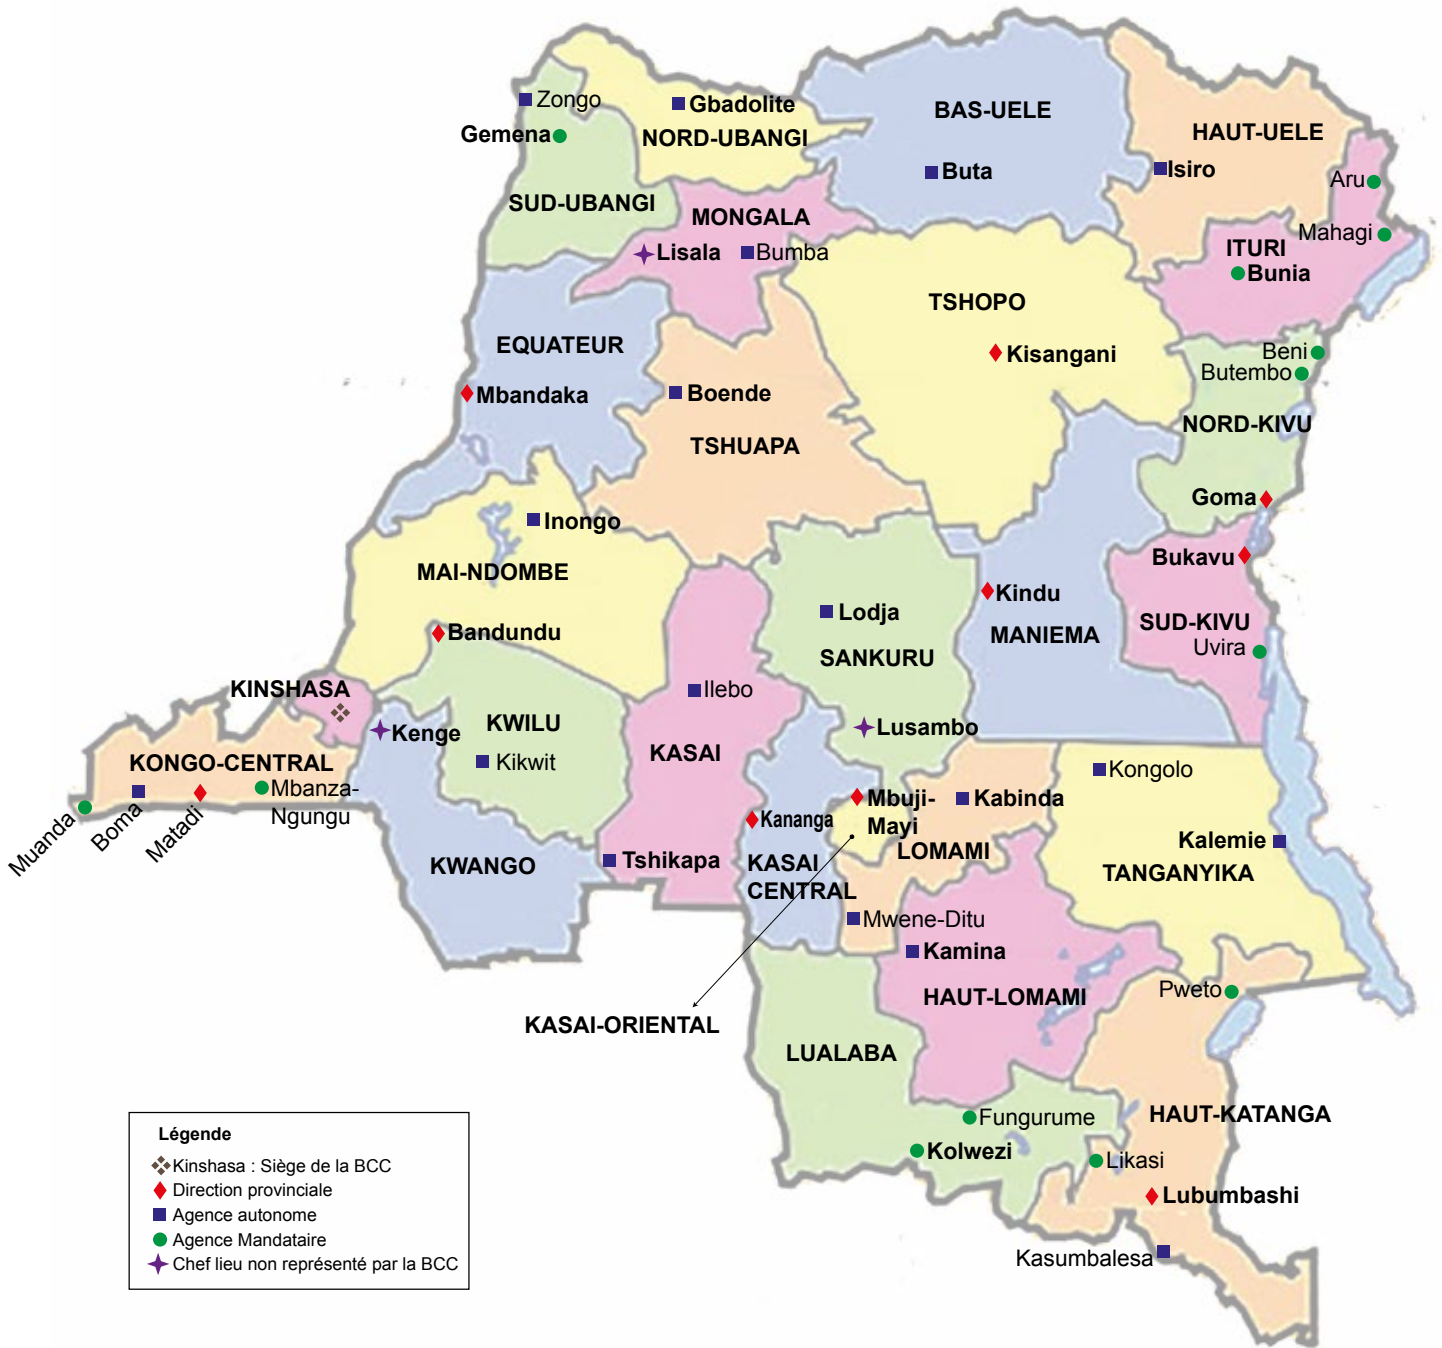 Zongo
Gbadolite
Gemena
NORD-UBANGI
BAS-UELE
HAUT-UELE
Buta
Isiro
Aru
SUD-UBANGI
MONGALA
Mahagi
Lisala
Bumba
ITURI
Bunia
TSHOPO
EQUATEUR
Kisangani
Beni
Butembo
Mbandaka
Boende
NORD-KIVU
TSHUAPA
Goma
Inongo
Bukavu
MAI-NDOMBE
Kindu
Lodja
SUD-KIVU
Bandundu
MANIEMA
Uvira
SANKURU
KINSHASA
Ilebo
Kenge
KWILU
Lusambo
KASAI
Kikwit
KONGO-CENTRAL
Kongolo
Muanda
Boma
Matadi
Mbanza-
Ngungu
Mbuji-
Mayi
Kabinda
Kananga
Kalemie
LOMAMI
KWANGO
Tshikapa
KASAI
CENTRAL
TANGANYIKA
Mwene-Ditu
Kamina
Pweto
HAUT-LOMAMI
KASAI-ORIENTAL
LUALABA
Fungurume
HAUT-KATANGA
Kolwezi
Likasi
Lubumbashi
Kasumbalesa
Légende
Kinshasa : Siège de la BCC
Direction provinciale
Agence autonome
Agence Mandataire
Chef lieu non représenté par la BCC